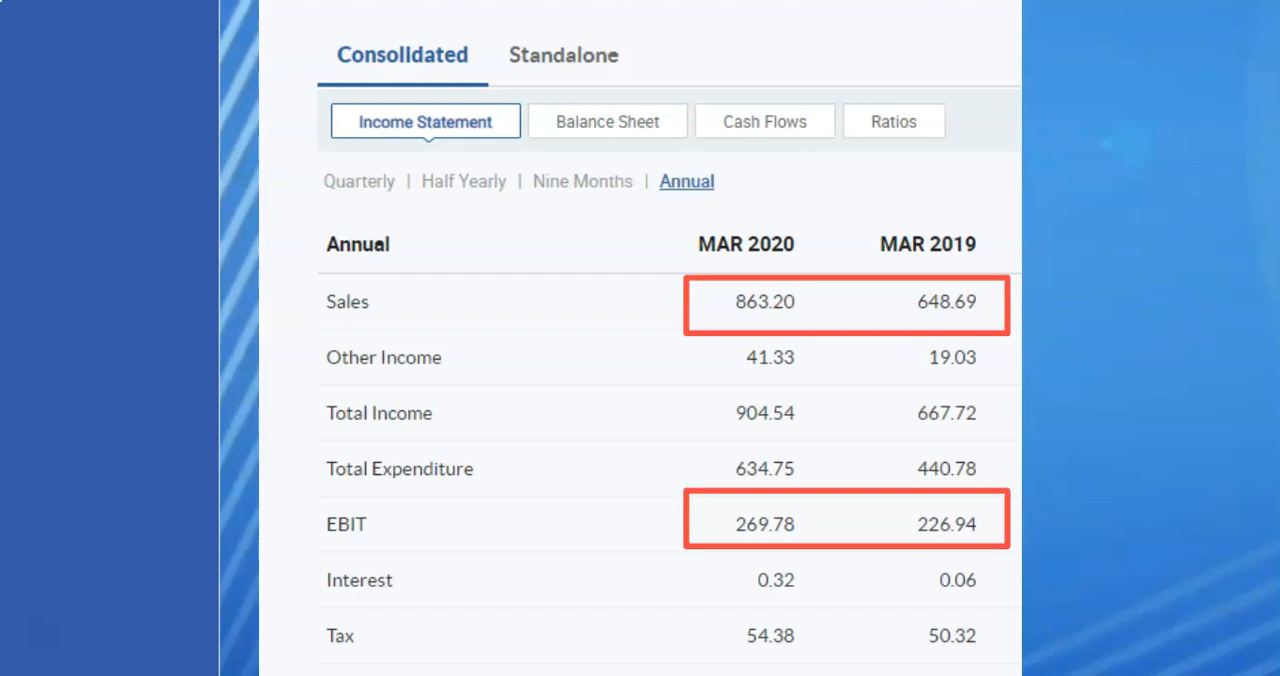 Consolidated Standalone
Income Statement Balance Sheet Cash Flows Ratios
Quarterly | Half Yearly | Nine Months | Annual
Annual MAR 2020 MAR 2019
Sales 863.20 648.69
Other Income 41.33 19.03
Total Income 904.54 667.72
Total Expenditure 634.75 440.78
EBIT 269.78 226.94
Interest 0.32 0.06
Tax 54.38 50.32